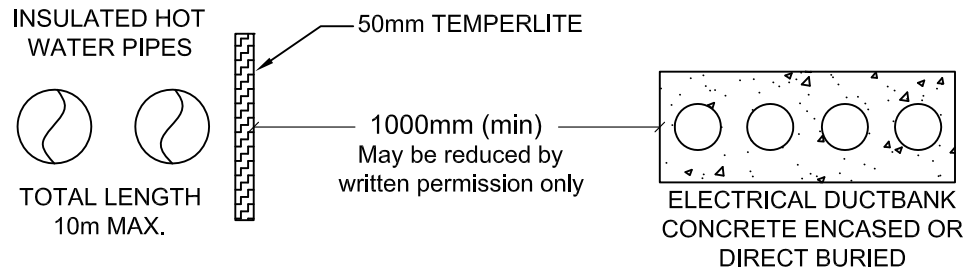 INSULATED HOT
WATER PIPES
50mm TEMPERLITE
1000mm (min)
May be reduced by
written permission only
TOTAL LENGTH
10m MAX.
ELECTRICAL DUCTBANK
CONCRETE ENCASED OR
DIRECT BURIED